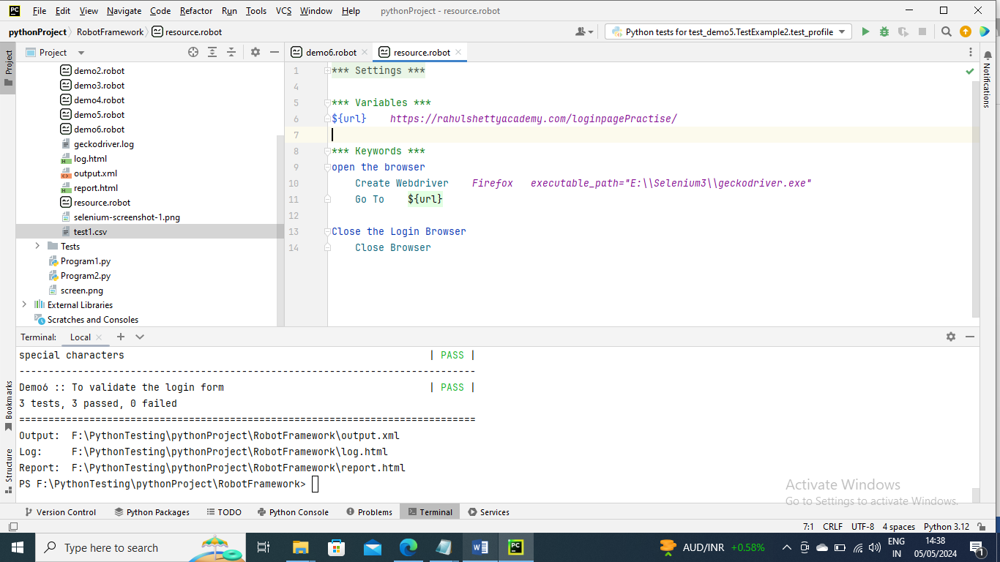 File Edit View Navigate Code Refactor Run Tools VCS Window Help pythonProject - resource.robot
pythonProject RobotFramework resource.robot Python tests for test_demo5.TestExample2.test_profile
Project
Project
demo6.robot
resource.robot
demo2.robot
demo3.robot
demo4.robot
demo5.robot
demo6.robot
geckodriver.log
log.html
output.xml
report.html
resource.robot
selenium-screenshot-1.png
test1.csv
Tests
Program1.py
Program2.py
screen.png
External Libraries
Scratches and Consoles
1 *** Settings ***
4
5 *** Variables ***
6 ${url} https://rahulshettyacademy.com/loginpagePractise/
7
8 *** Keywords ***
9 open the browser
10 Create Webdriver Firefox executable_path="E:\\Selenium3\\geckodriver.exe"
11 Go To ${url}
12
13 Close the Login Browser
14 Close Browser
Notifications
Terminal: Local
special characters | PASS |
------------------------------------------------------------------------------
Demo6 :: To validate the login form | PASS |
3 tests, 3 passed, 0 failed
==============================================================================
Output: F:\PythonTesting\pythonProject\RobotFramework\output.xml
Log: F:\PythonTesting\pythonProject\RobotFramework\log.html
Report: F:\PythonTesting\pythonProject\RobotFramework\report.html
PS F:\PythonTesting\pythonProject\RobotFramework>
Bookmarks
Structure
Activate Windows
Go to Settings to activate Windows.
Version Control Python Packages TODO Python Console Problems Terminal Services
7:1 CRLF UTF-8 4 spaces Python 3.12
Type here to search
AUD/INR +0.58%
ENG
IN
14:38
05/05/2024
1